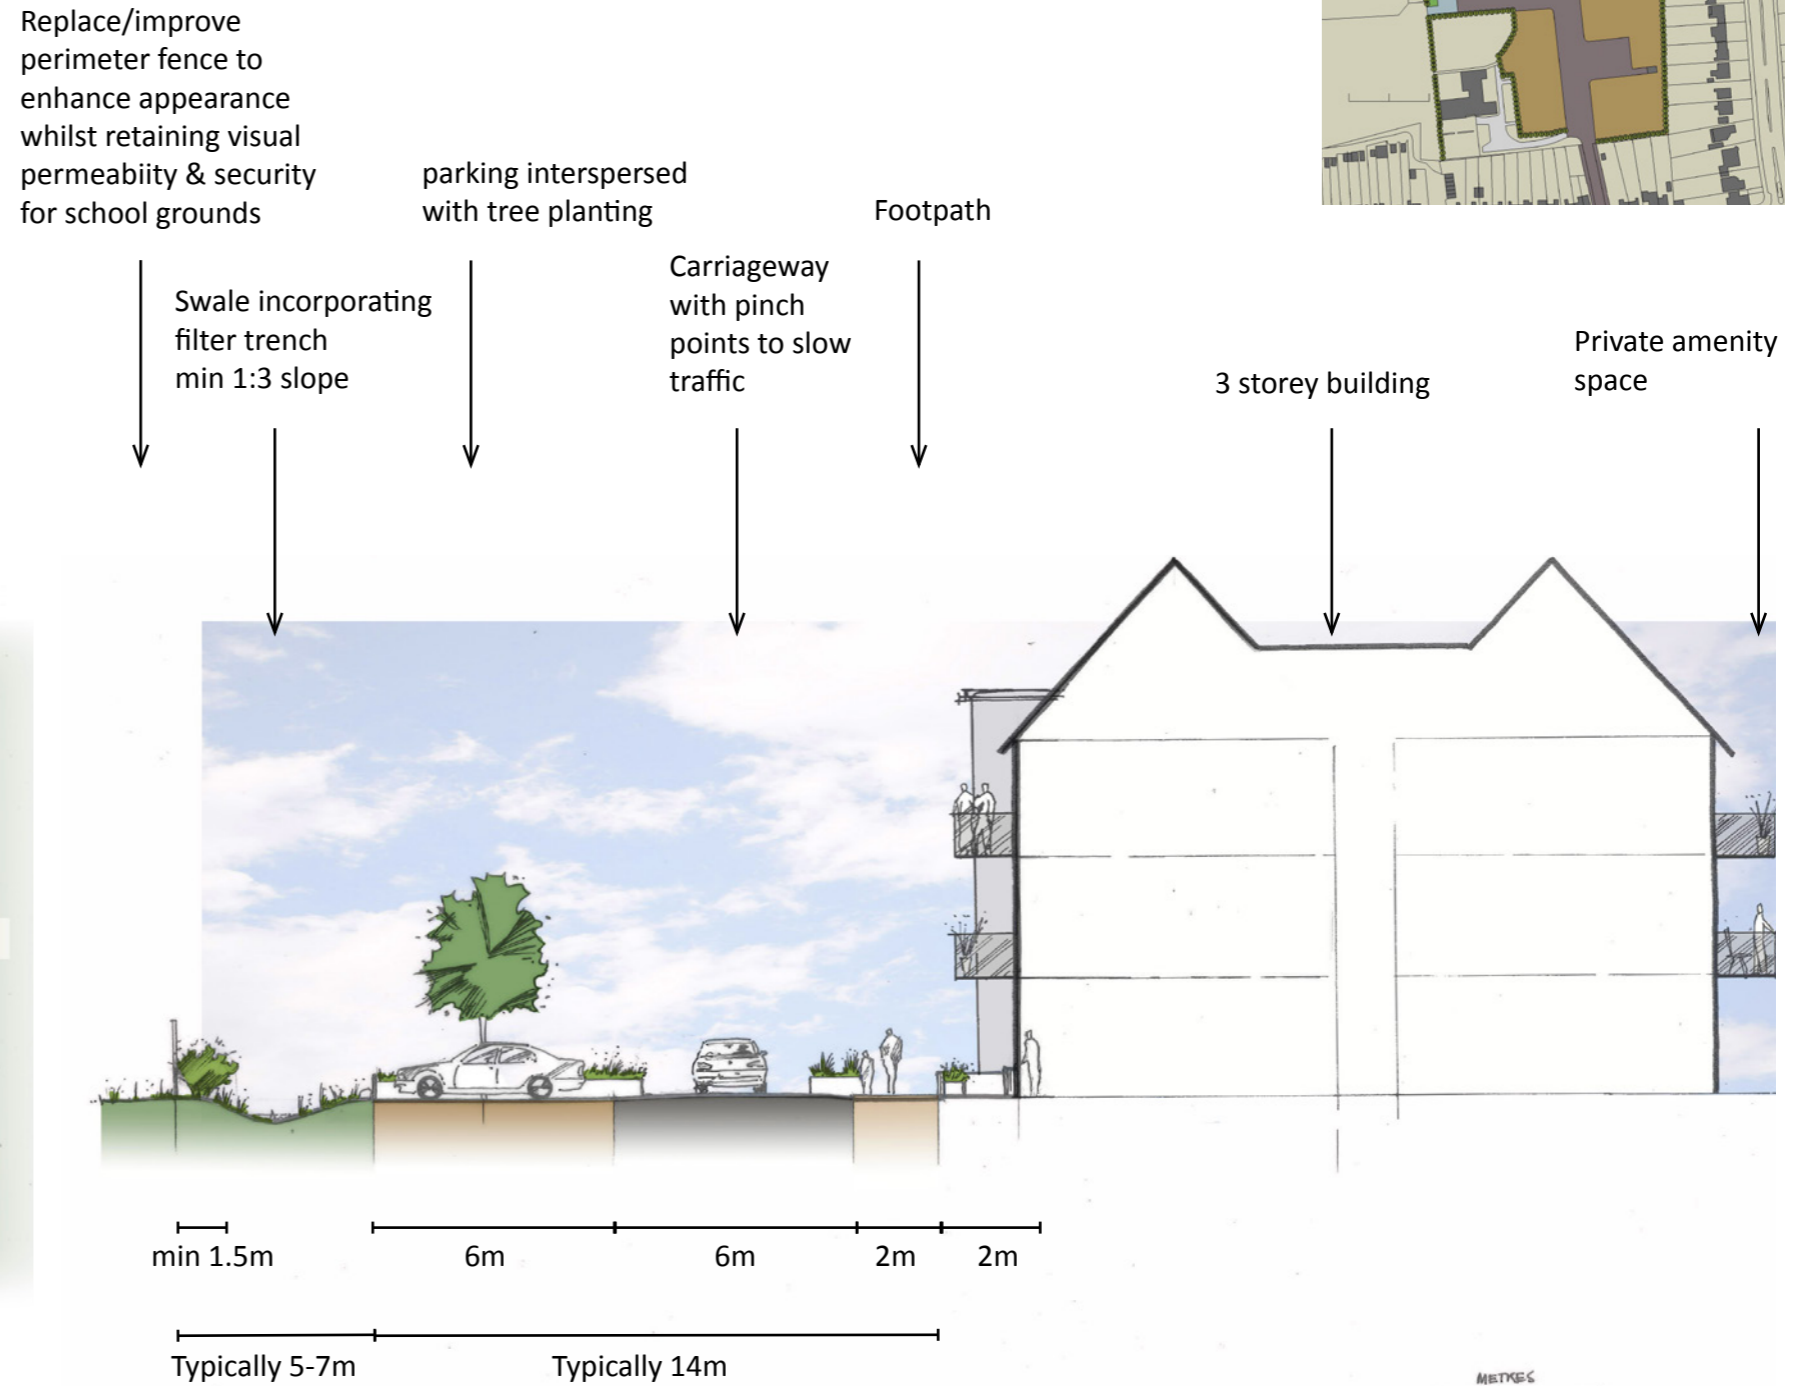 Replace/improve
perimeter fence to
enhance appearance
whilst retaining visual
permeabiity & security
for school grounds
Swale incorporating
filter trench
min 1:3 slope
parking interspersed
with tree planting
Carriageway
with pinch
points to slow
traffic
Footpath
3 storey building
Private amenity
space
min 1.5m
6m
6m
2m
2m
Typically 5-7m
Typically 14m
METRES